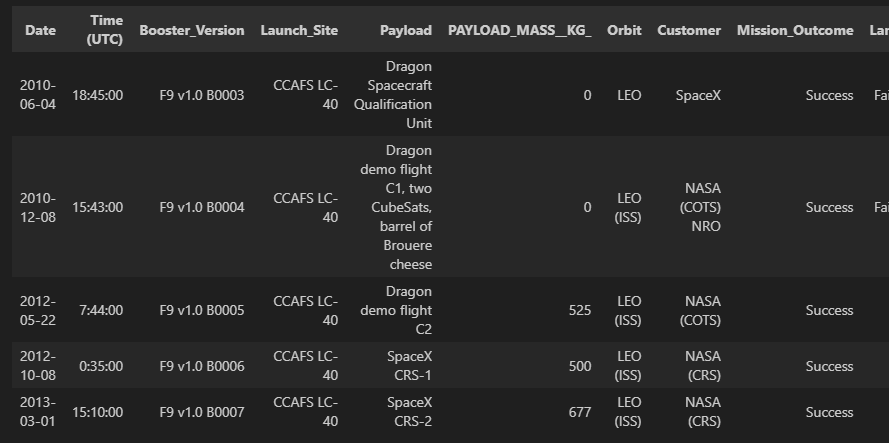 Date Time (UTC) Booster_Version Launch_Site Payload PAYLOAD_MASS__KG_ Orbit Customer Mission_Outcome Lan
2010-06-04 18:45:00 F9 v1.0 B0003 CCAFS LC-40 Dragon Spacecraft Qualification Unit 0 LEO SpaceX Success Fai
2010-12-08 15:43:00 F9 v1.0 B0004 CCAFS LC-40 Dragon demo flight C1, two CubeSats, barrel of Brouere cheese 0 LEO (ISS) NASA (COTS) NRO Success Fai
2012-05-22 7:44:00 F9 v1.0 B0005 CCAFS LC-40 Dragon demo flight C2 525 LEO (ISS) NASA (COTS) Success
2012-10-08 0:35:00 F9 v1.0 B0006 CCAFS LC-40 SpaceX CRS-1 500 LEO (ISS) NASA (CRS) Success
2013-03-01 15:10:00 F9 v1.0 B0007 CCAFS LC-40 SpaceX CRS-2 677 LEO (ISS) NASA (CRS) Success